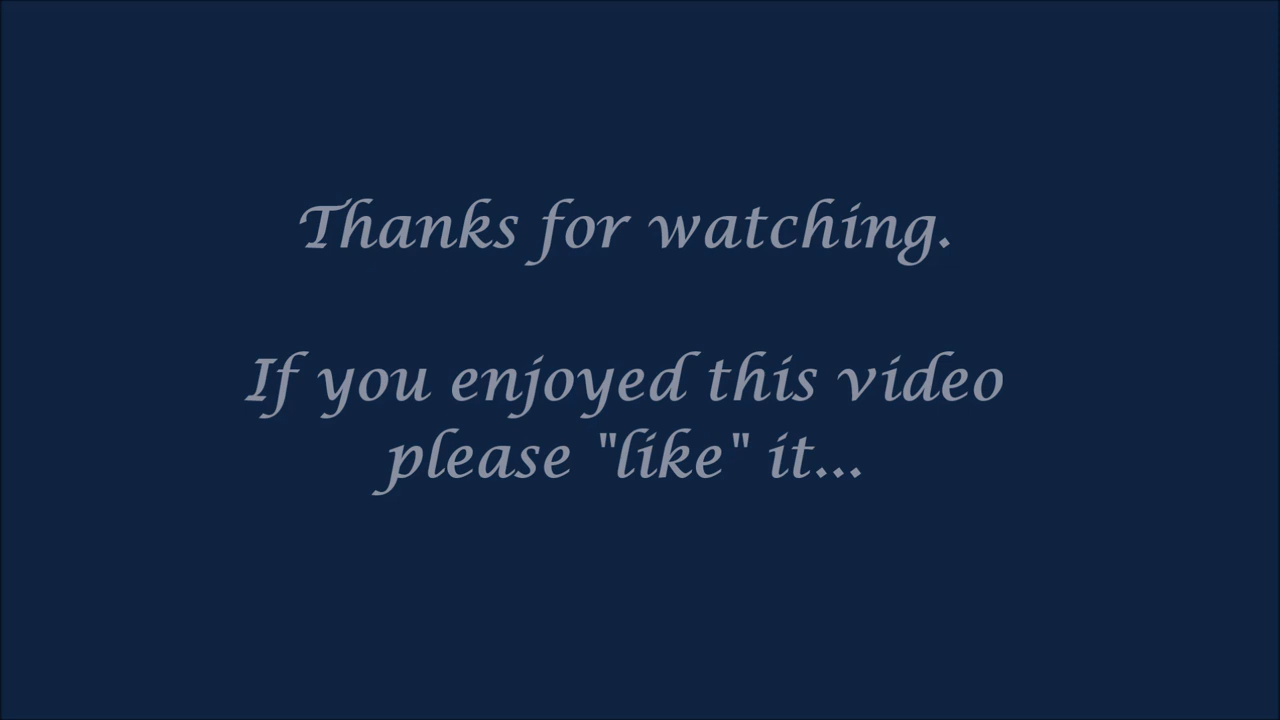 Thanks for watching.
If you enjoyed this video
please "like" it...